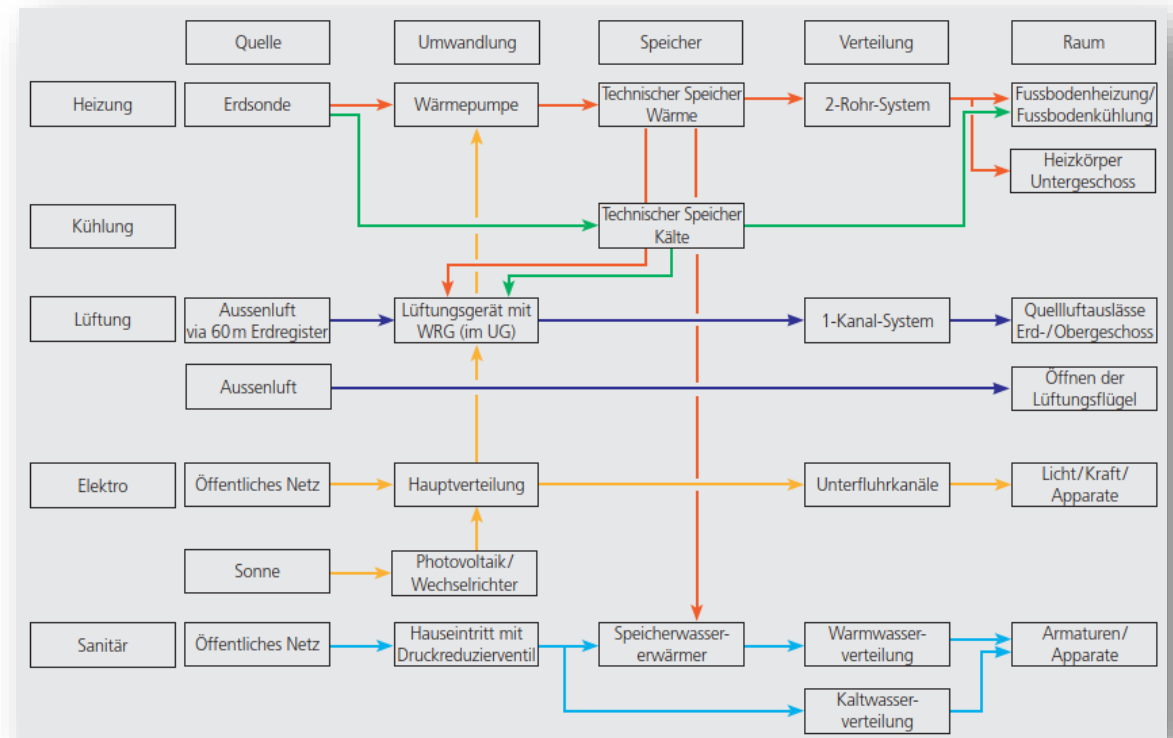 Quelle
Umwandlung
Speicher
Verteilung
Raum
Heizung
Erdsonde
Wärmepumpe
Technischer Speicher
Wärme
2-Rohr-System
Fussbodenheizung/
Fussbodenkühlung
Heizkörper
Untergeschoss
Kühlung
Technischer Speicher
Kälte
Lüftung
Aussenluft
via 60 m Erdregister
Lüftungsgerät mit
WRG (im UG)
1-Kanal-System
Quellluftauslässe
Erd-/Obergeschoss
Aussenluft
Öffnen der
Lüftungsflügel
Elektro
Öffentliches Netz
Hauptverteilung
Unterfluhrkanäle
Licht/Kraft/
Apparate
Sonne
Photovoltaik/
Wechselrichter
Sanitär
Öffentliches Netz
Hauseintritt mit
Druckreduzierventil
Speicherwasser-
erwärmer
Warmwasser-
verteilung
Armaturen/
Apparate
Kaltwasser-
verteilung